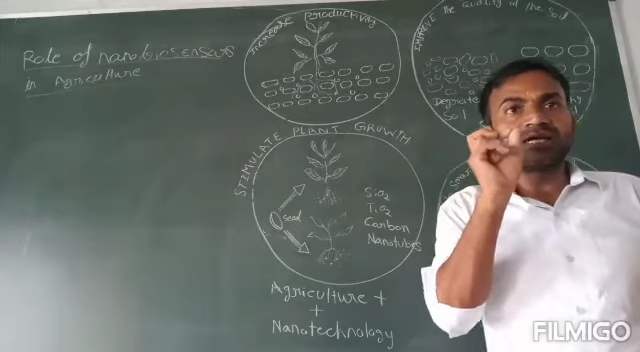 Role of nanobiosensors
in Agriculture
INCREASE PRODUCTIVITY
IMPROVE the Quality of the Soil
STIMULATE PLANT GROWTH
seed
SiO2
TiO2
Carbon
Nanotubes
Soil
Agriculture +
+
Nanotechnology
FILMIGO